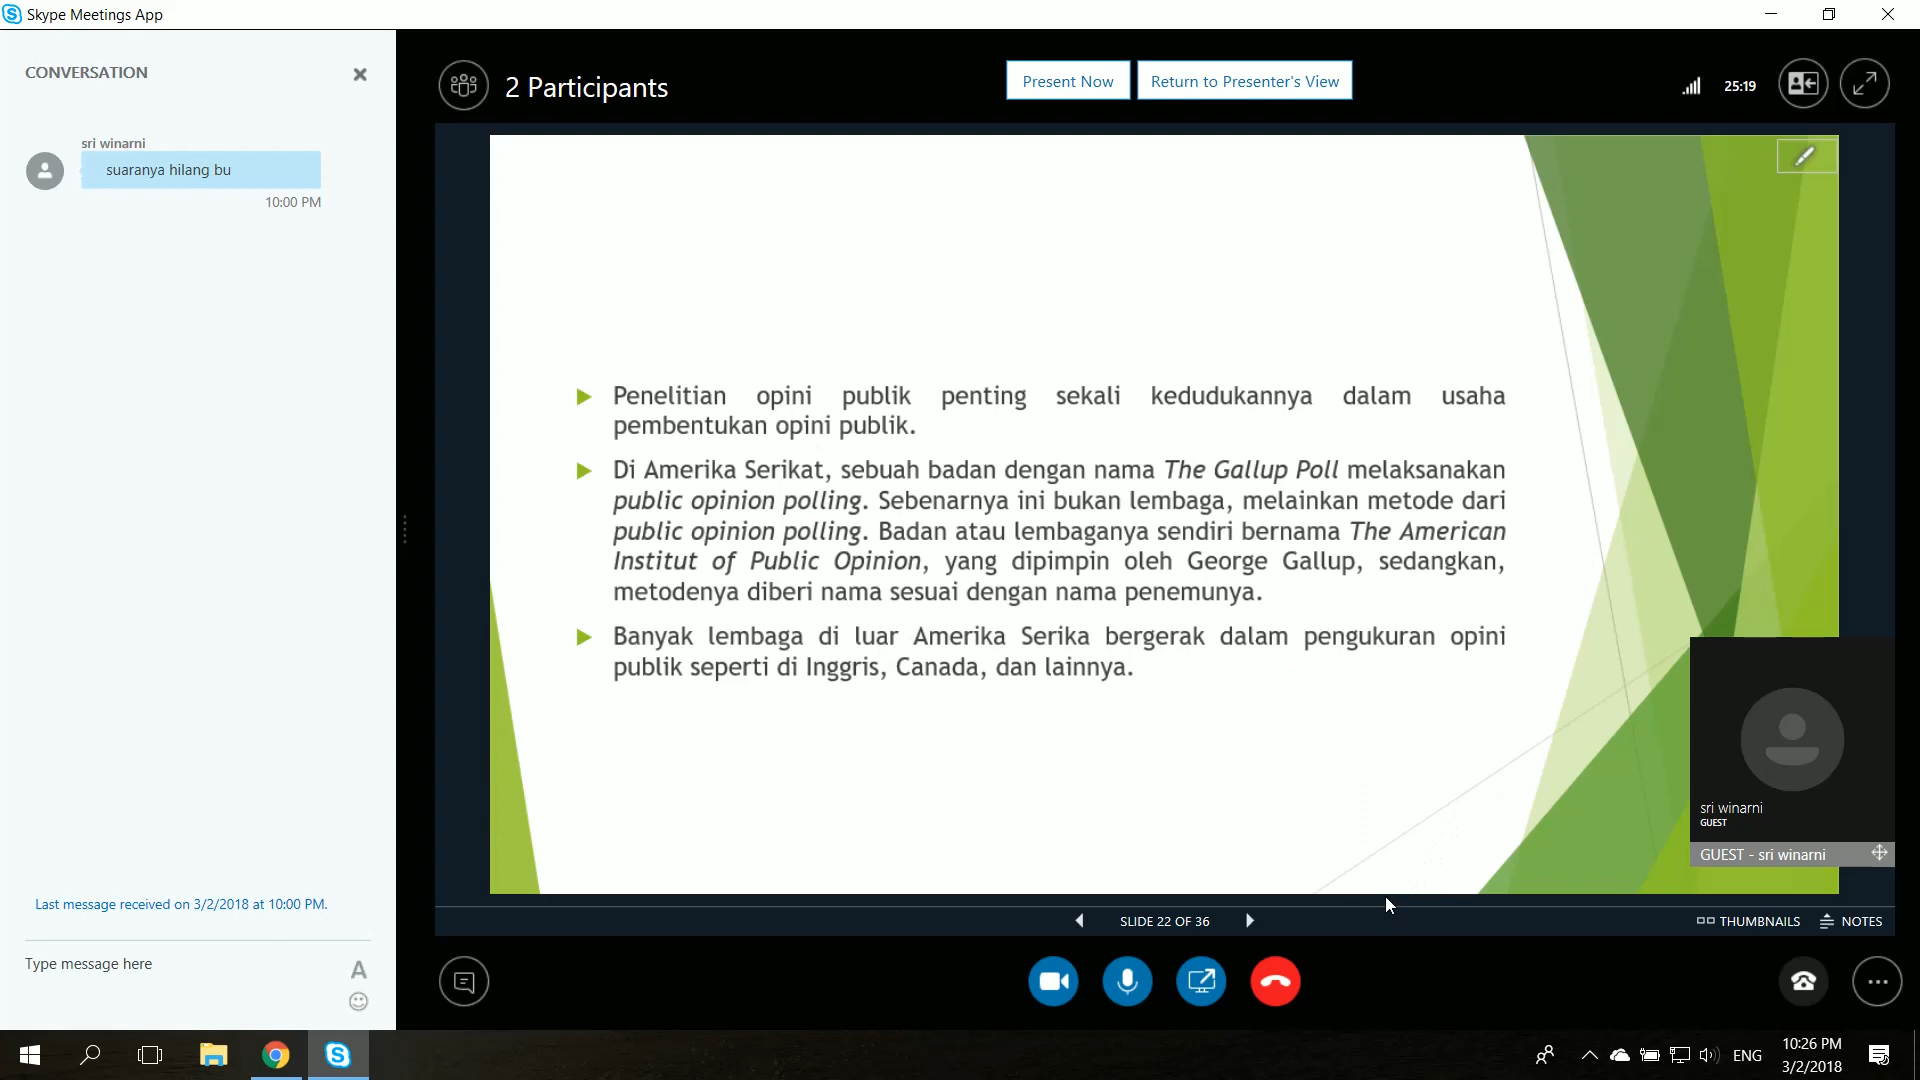 Skype Meetings App
CONVERSATION
sri winarni
suaranya hilang bu
10:00 PM
Last message received on 3/2/2018 at 10:00 PM.
Type message here
A
2 Participants
Present Now
Return to Presenter's View
25:19
Penelitian opini publik penting sekali kedudukannya dalam usaha
pembentukan opini publik.
Di Amerika Serikat, sebuah badan dengan nama The Gallup Poll melaksanakan
public opinion polling. Sebenarnya ini bukan lembaga, melainkan metode dari
public opinion polling. Badan atau lembaganya sendiri bernama The American
Institut of Public Opinion, yang dipimpin oleh George Gallup, sedangkan,
metodenya diberi nama sesuai dengan nama penemunya.
Banyak lembaga di luar Amerika Serika bergerak dalam pengukuran opini
publik seperti di Inggris, Canada, dan lainnya.
sri winarni
GUEST
GUEST - sri winarni
SLIDE 22 OF 36
THUMBNAILS
NOTES
ENG
10:26 PM
3/2/2018